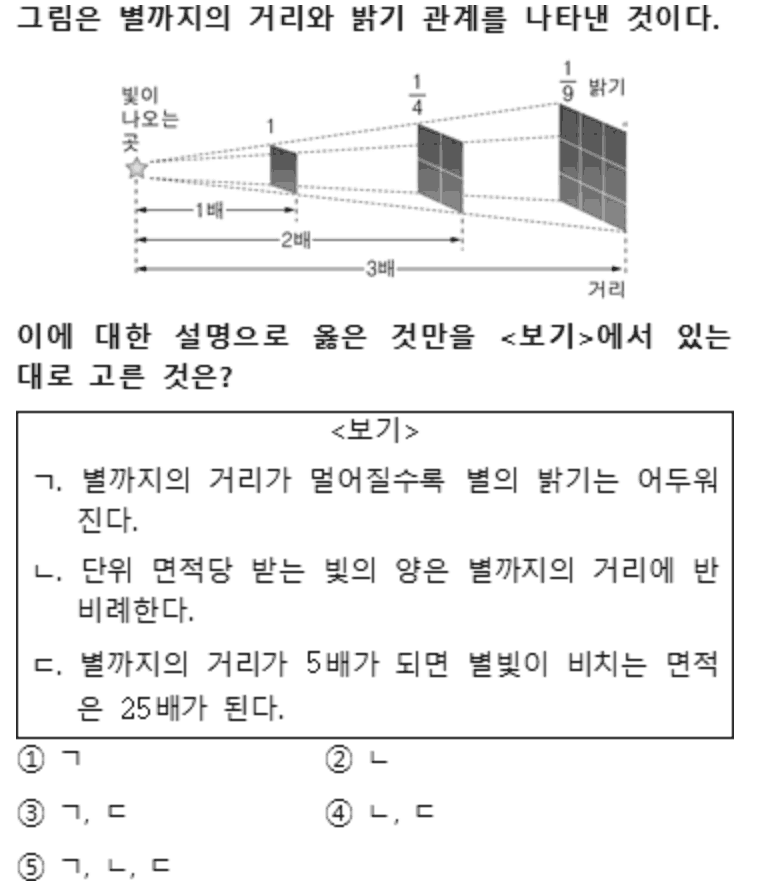 그림은 별까지의 거리와 밝기 관계를 나타낸 것이다.
빛이
나오는
곳
1
1/4
1/9 밝기
1배
2배
3배
거리
이에 대한 설명으로 옳은 것만을 <보기>에서 있는
대로 고른 것은?
<보기>
ㄱ. 별까지의 거리가 멀어질수록 별의 밝기는 어두워
진다.
ㄴ. 단위 면적당 받는 빛의 양은 별까지의 거리에 반
비례한다.
ㄷ. 별까지의 거리가 5배가 되면 별빛이 비치는 면적
은 25배가 된다.
① ㄱ ② ㄴ
③ ㄱ, ㄷ ④ ㄴ, ㄷ
⑤ ㄱ, ㄴ, ㄷ